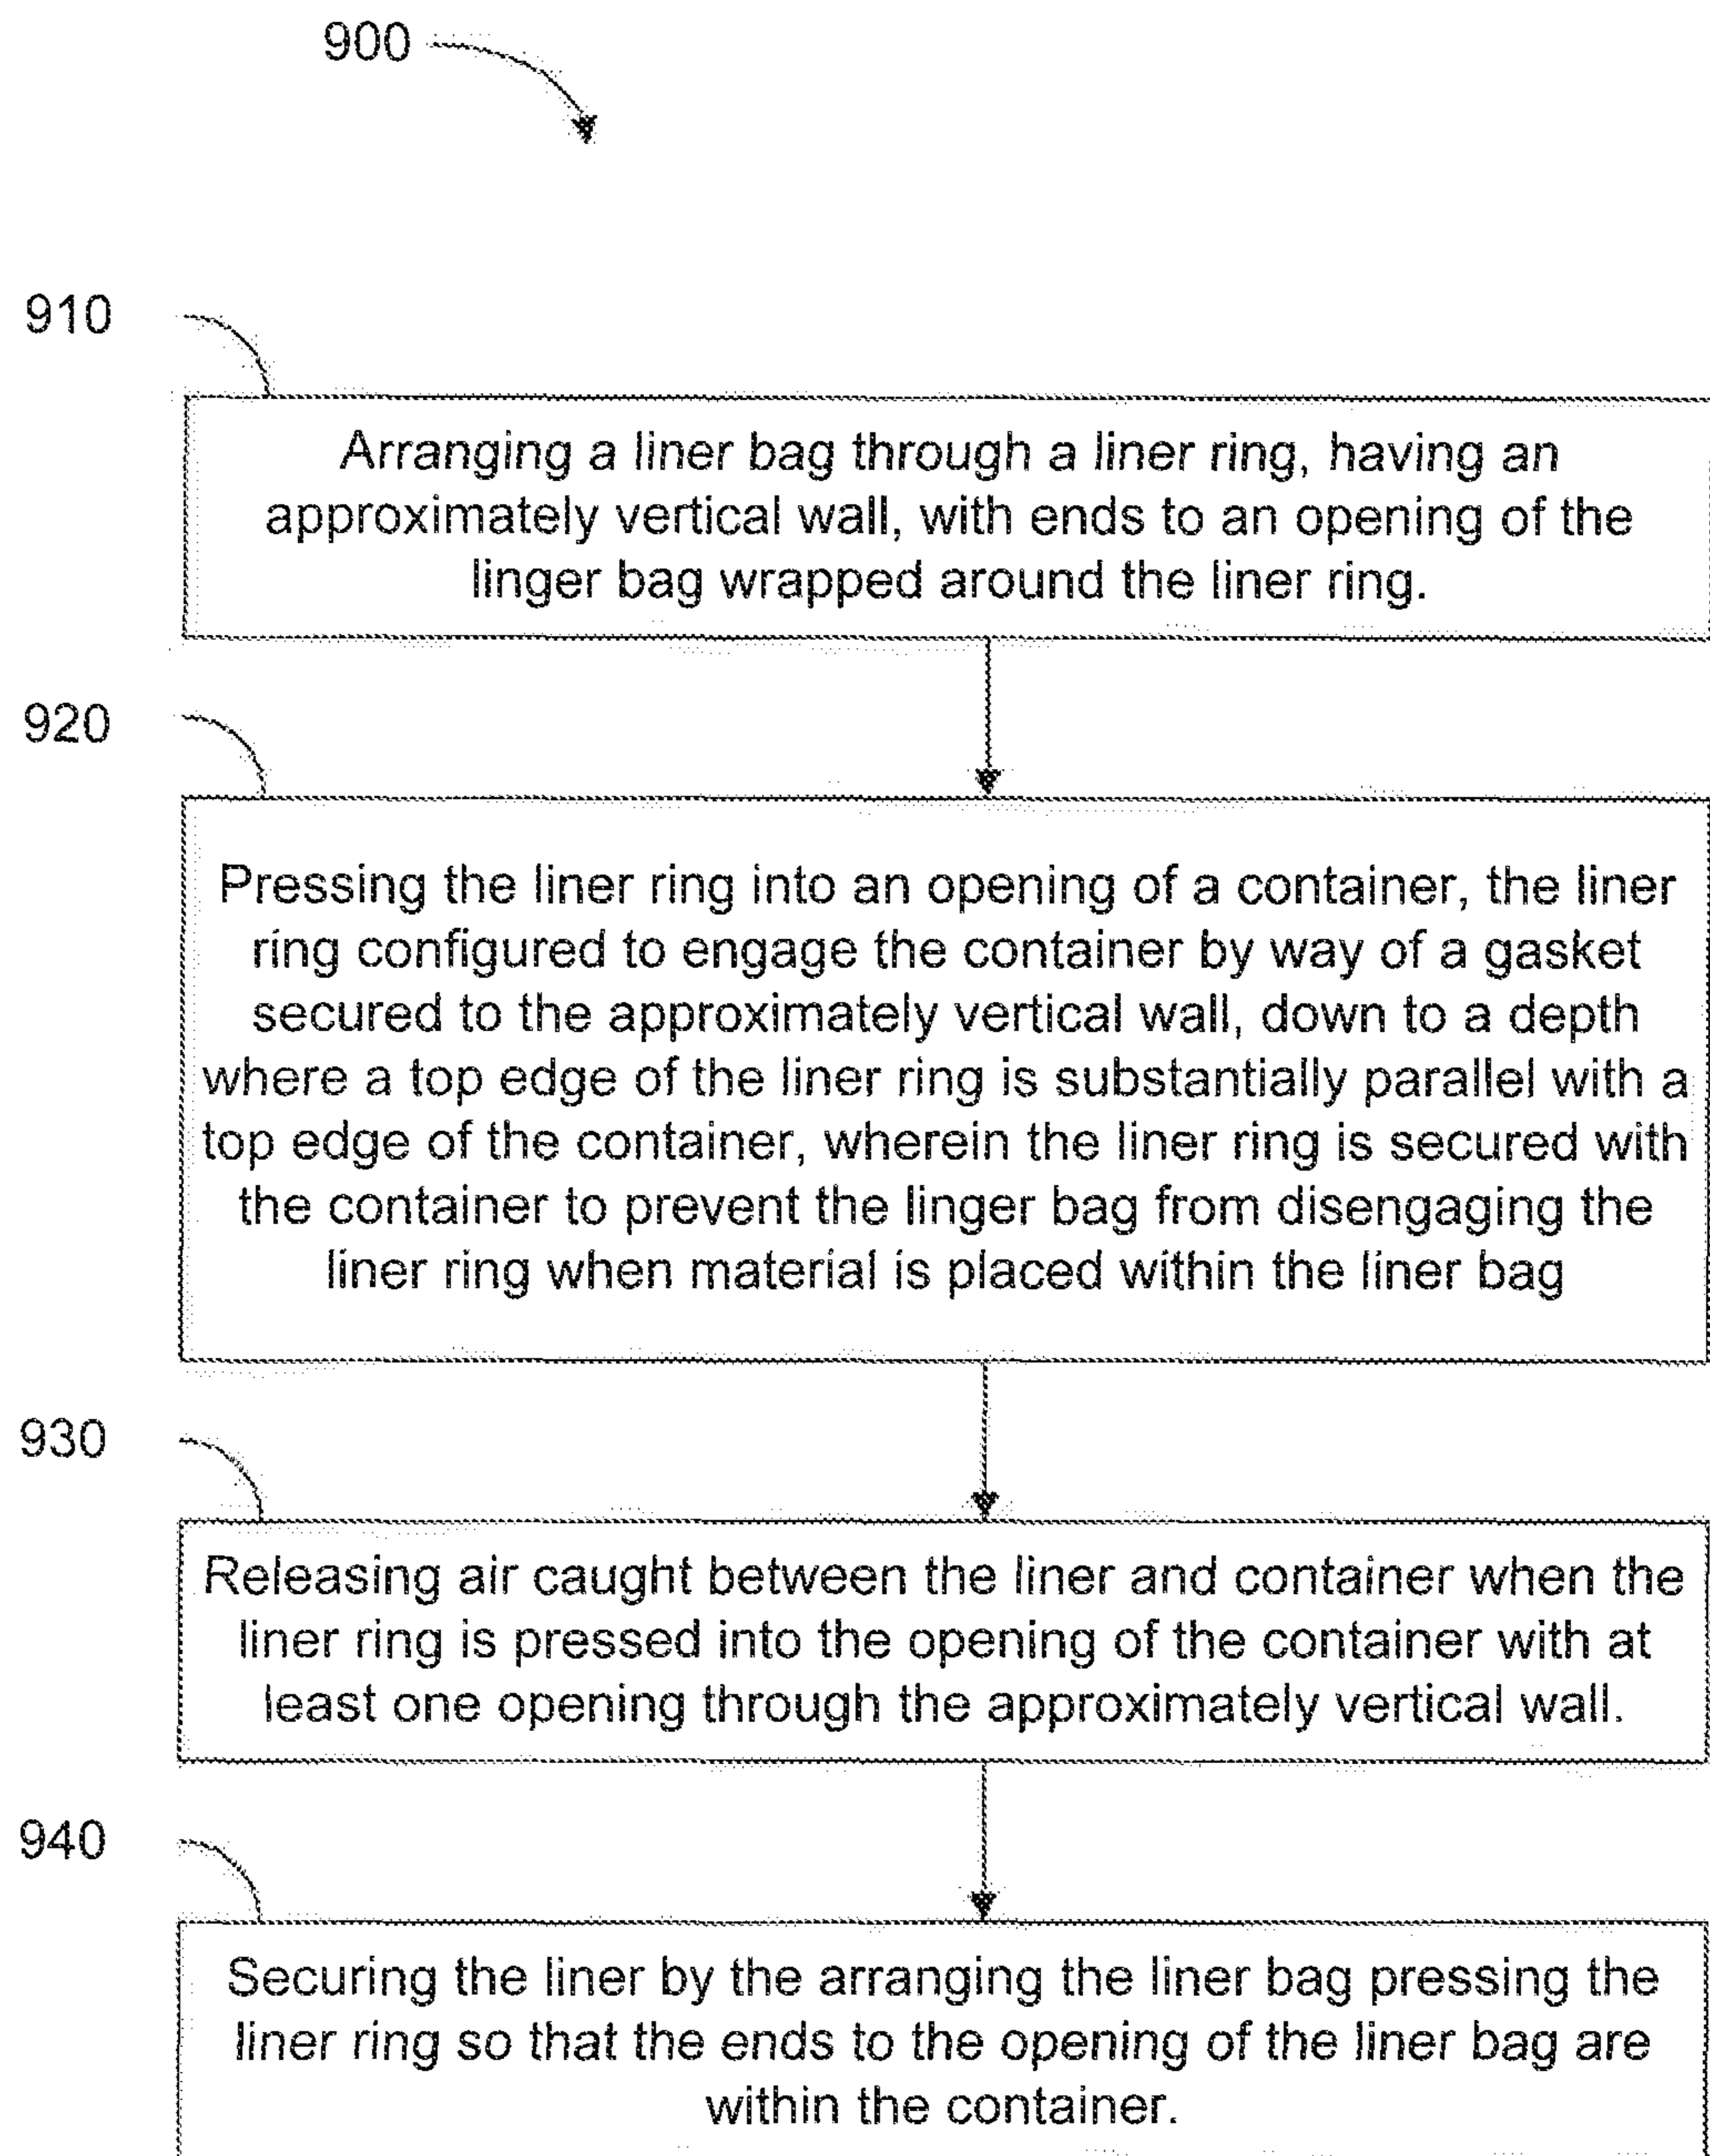 900
910
Arranging a liner bag through a liner ring, having an
approximately vertical wall, with ends to an opening of the
linger bag wrapped around the liner ring.
920
Pressing the liner ring into an opening of a container, the liner
ring configured to engage the container by way of a gasket
secured to the approximately vertical wall, down to a depth
where a top edge of the liner ring is substantially parallel with a
top edge of the container, wherein the liner ring is secured with
the container to prevent the linger bag from disengaging the
liner ring when material is placed within the liner bag
930
Releasing air caught between the liner and container when the
liner ring is pressed into the opening of the container with at
least one opening through the approximately vertical wall.
940
Securing the liner by the arranging the liner bag pressing the
liner ring so that the ends to the opening of the liner bag are
within the container.